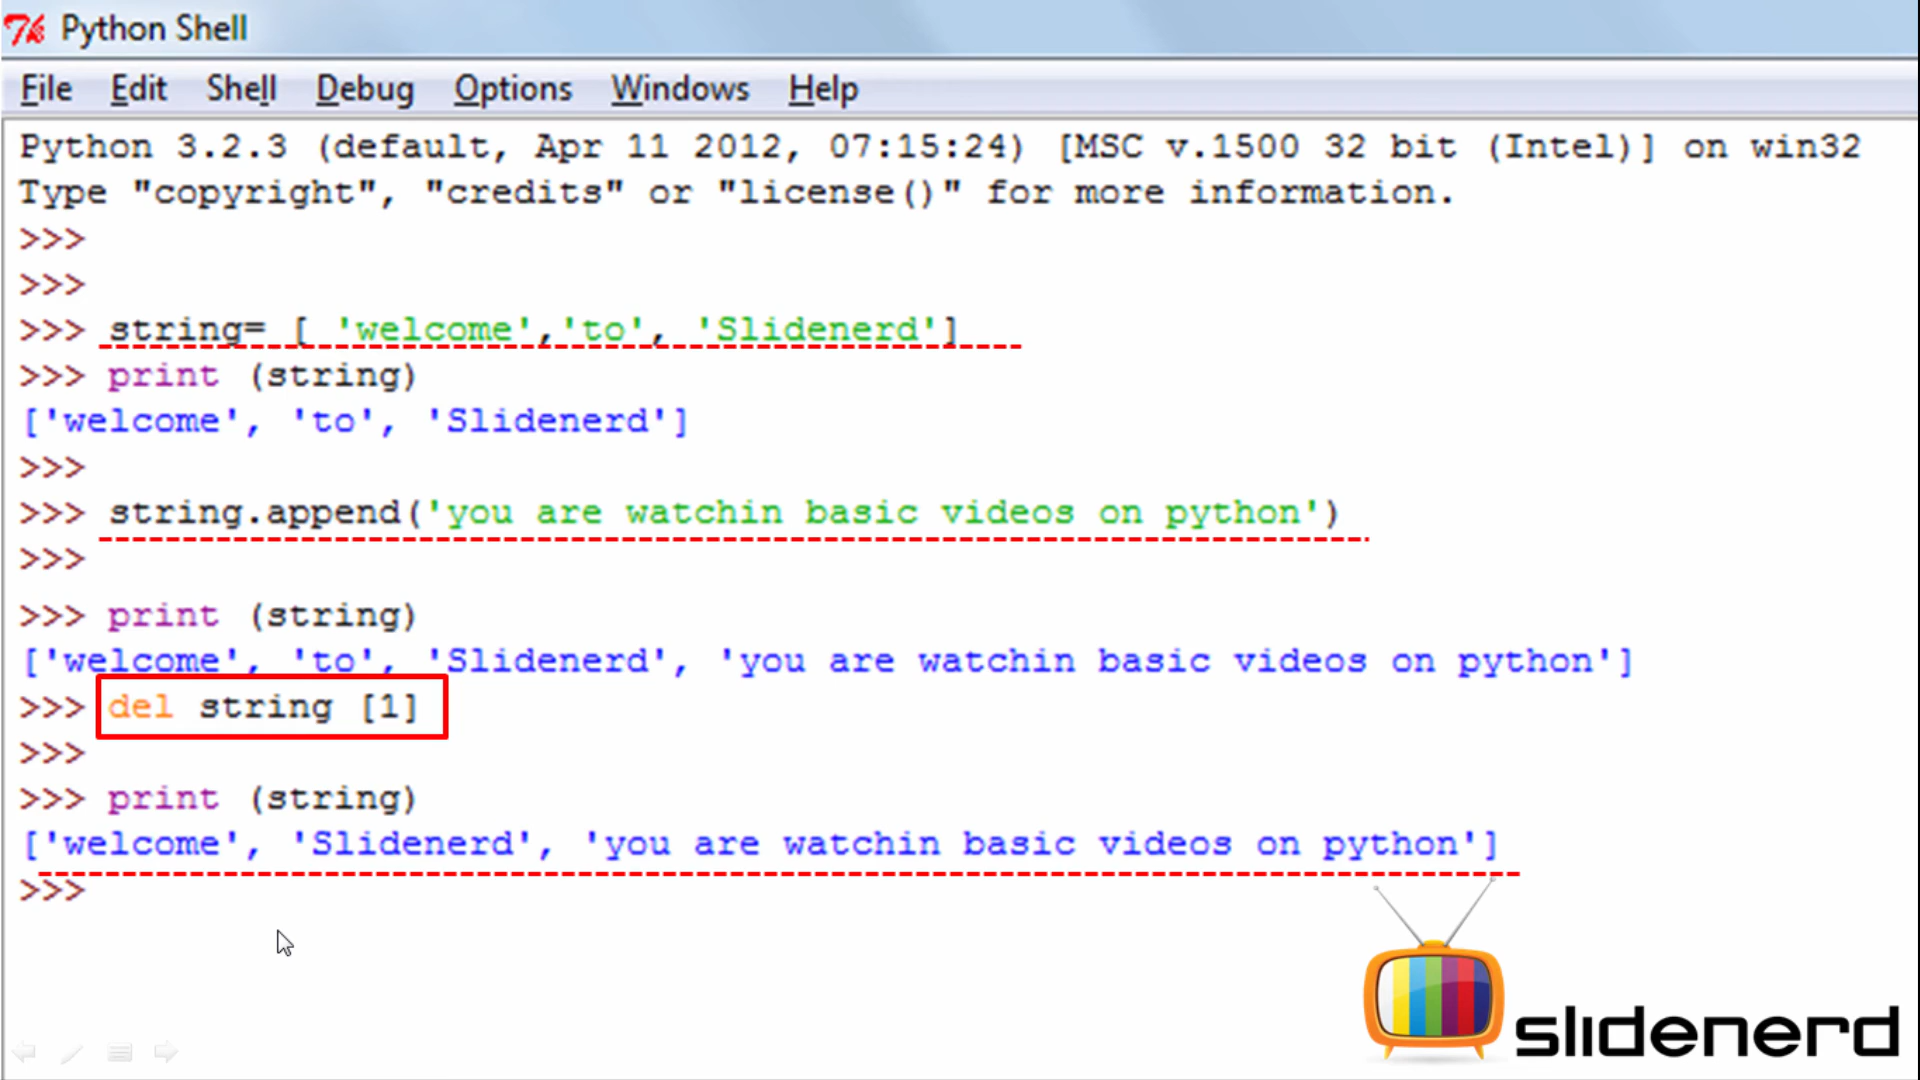 Python Shell
File Edit Shell Debug Options Windows Help
Python 3.2.3 (default, Apr 11 2012, 07:15:24) [MSC v.1500 32 bit (Intel)] on win32
Type "copyright", "credits" or "license()" for more information.
>>>
>>>
>>> string= [ 'welcome','to', 'Slidenerd']
>>> print (string)
['welcome', 'to', 'Slidenerd']
>>>
>>> string.append('you are watchin basic videos on python')
>>>
>>> print (string)
['welcome', 'to', 'Slidenerd', 'you are watchin basic videos on python']
>>> del string [1]
>>>
>>> print (string)
['welcome', 'Slidenerd', 'you are watchin basic videos on python']
>>>
slidenerd